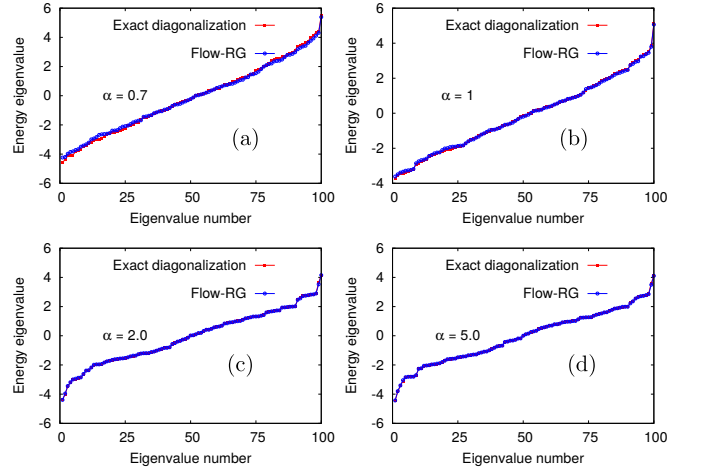 6
4
2
0
-2
-4
-6
Energy eigenvalue
Exact diagonalization
Flow-RG
α = 0.7
(a)
0
25
50
75
100
Eigenvalue number
6
4
2
0
-2
-4
Energy eigenvalue
Exact diagonalization
Flow-RG
α = 1
(b)
0
25
50
75
100
Eigenvalue number
6
4
2
0
-2
-4
-6
Energy eigenvalue
Exact diagonalization
Flow-RG
α = 2.0
(c)
0
25
50
75
100
Eigenvalue number
6
4
2
0
-2
-4
-6
Energy eigenvalue
Exact diagonalization
Flow-RG
α = 5.0
(d)
0
25
50
75
100
Eigenvalue number